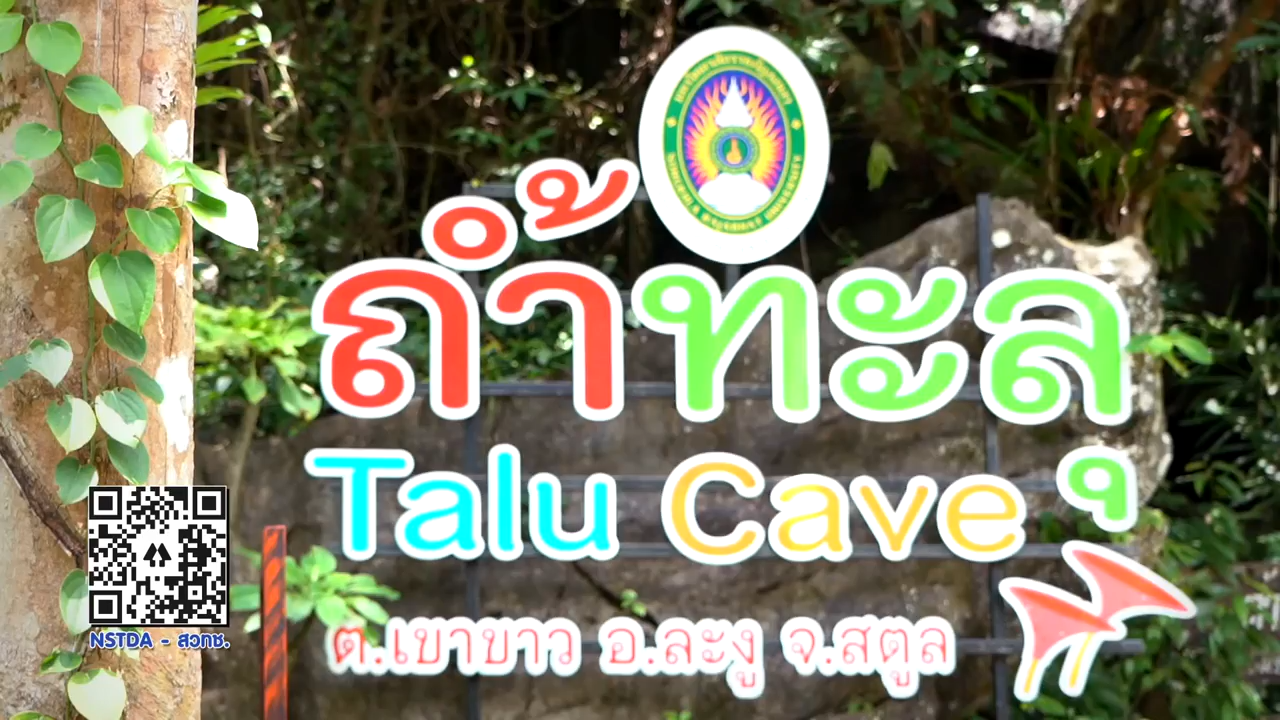 ถ้ำทะลุ
Talu Cave
ต.เขาขาว อ.ละงู จ.สตูล
NSTDA - สวทช.